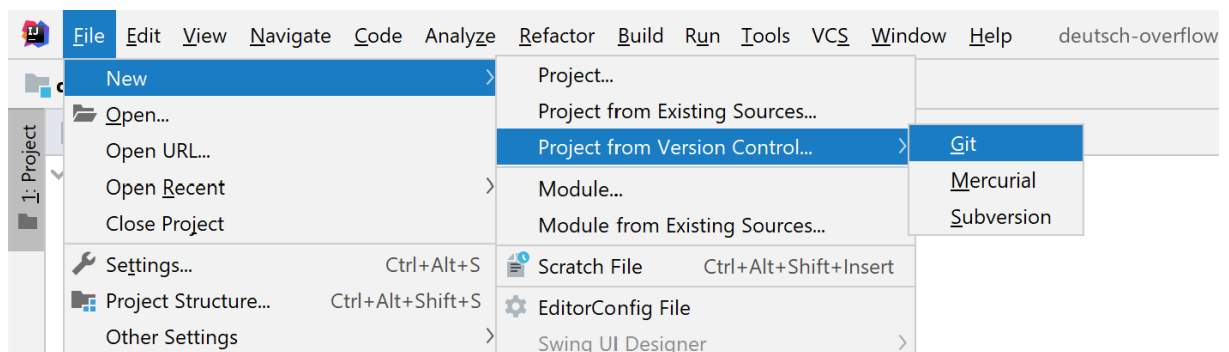 File Edit View Navigate Code Analyze Refactor Build Run Tools VCS Window Help deutsch-overflow
New
Open...
Open URL...
Open Recent
Close Project
Settings... Ctrl+Alt+S
Project Structure... Ctrl+Alt+Shift+S
Other Settings
Project...
Project from Existing Sources...
Project from Version Control...
Module...
Module from Existing Sources...
Scratch File Ctrl+Alt+Shift+Insert
EditorConfig File
Swing UI Designer
Git
Mercurial
Subversion
1: Project